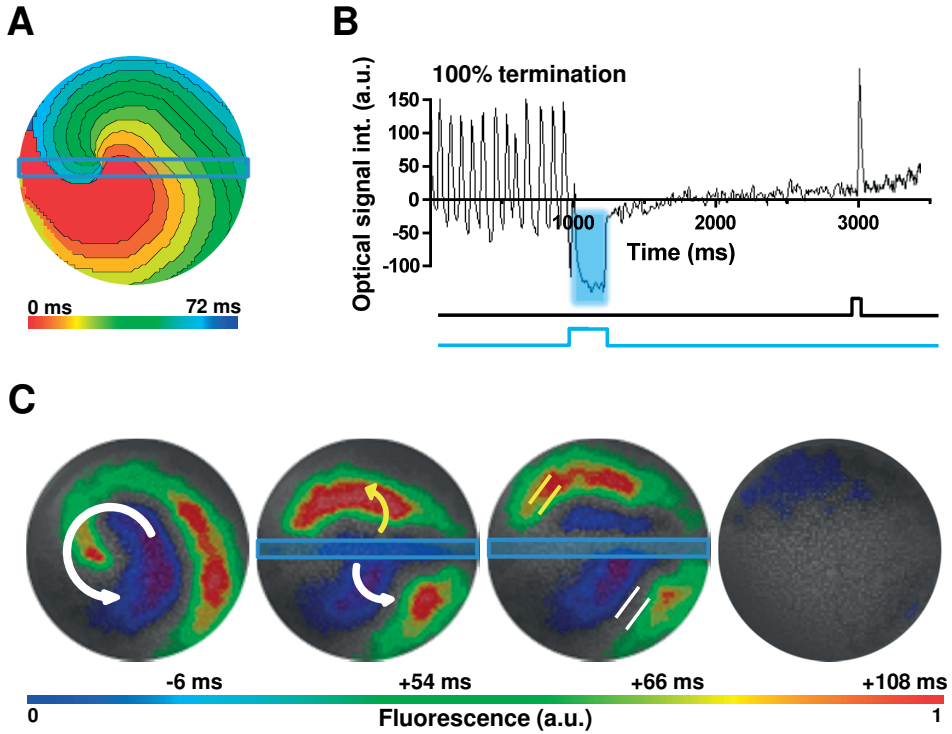 A
0 ms 72 ms
B
100% termination
Optical signal int. (a.u.)
150
100
50
0
-50
-100
1000 2000 3000
Time (ms)
C
-6 ms +54 ms +66 ms +108 ms
0 Fluorescence (a.u.) 1